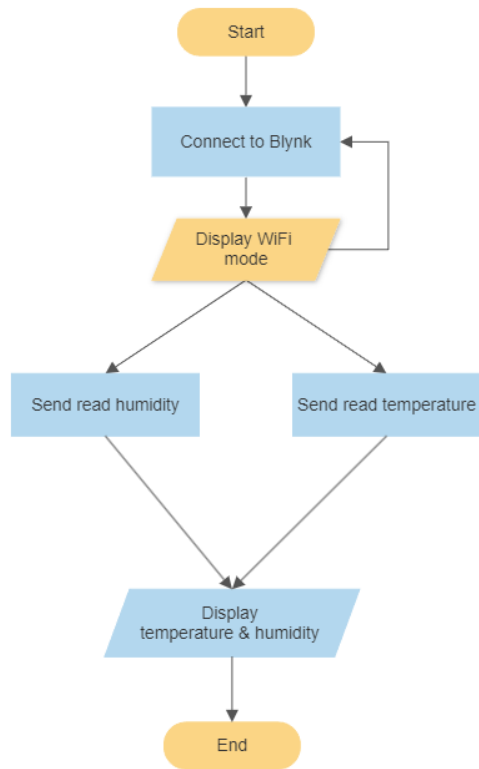 Start
Connect to Blynk
Display WiFi
mode
Send read humidity
Send read temperature
Display
temperature & humidity
End